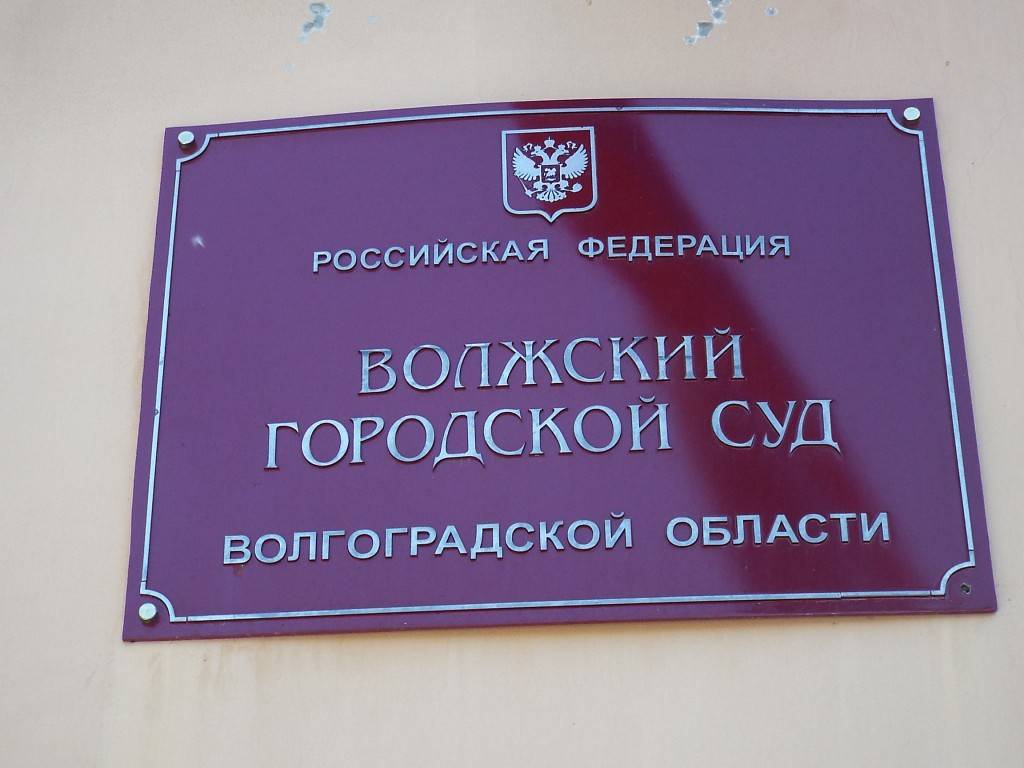 РОССИЙСКАЯ ФЕДЕРАЦИЯ
ВОЛЖСКИЙ
ГОРОДСКОЙ СУД
ВОЛГОГРАДСКОЙ ОБЛАСТИ